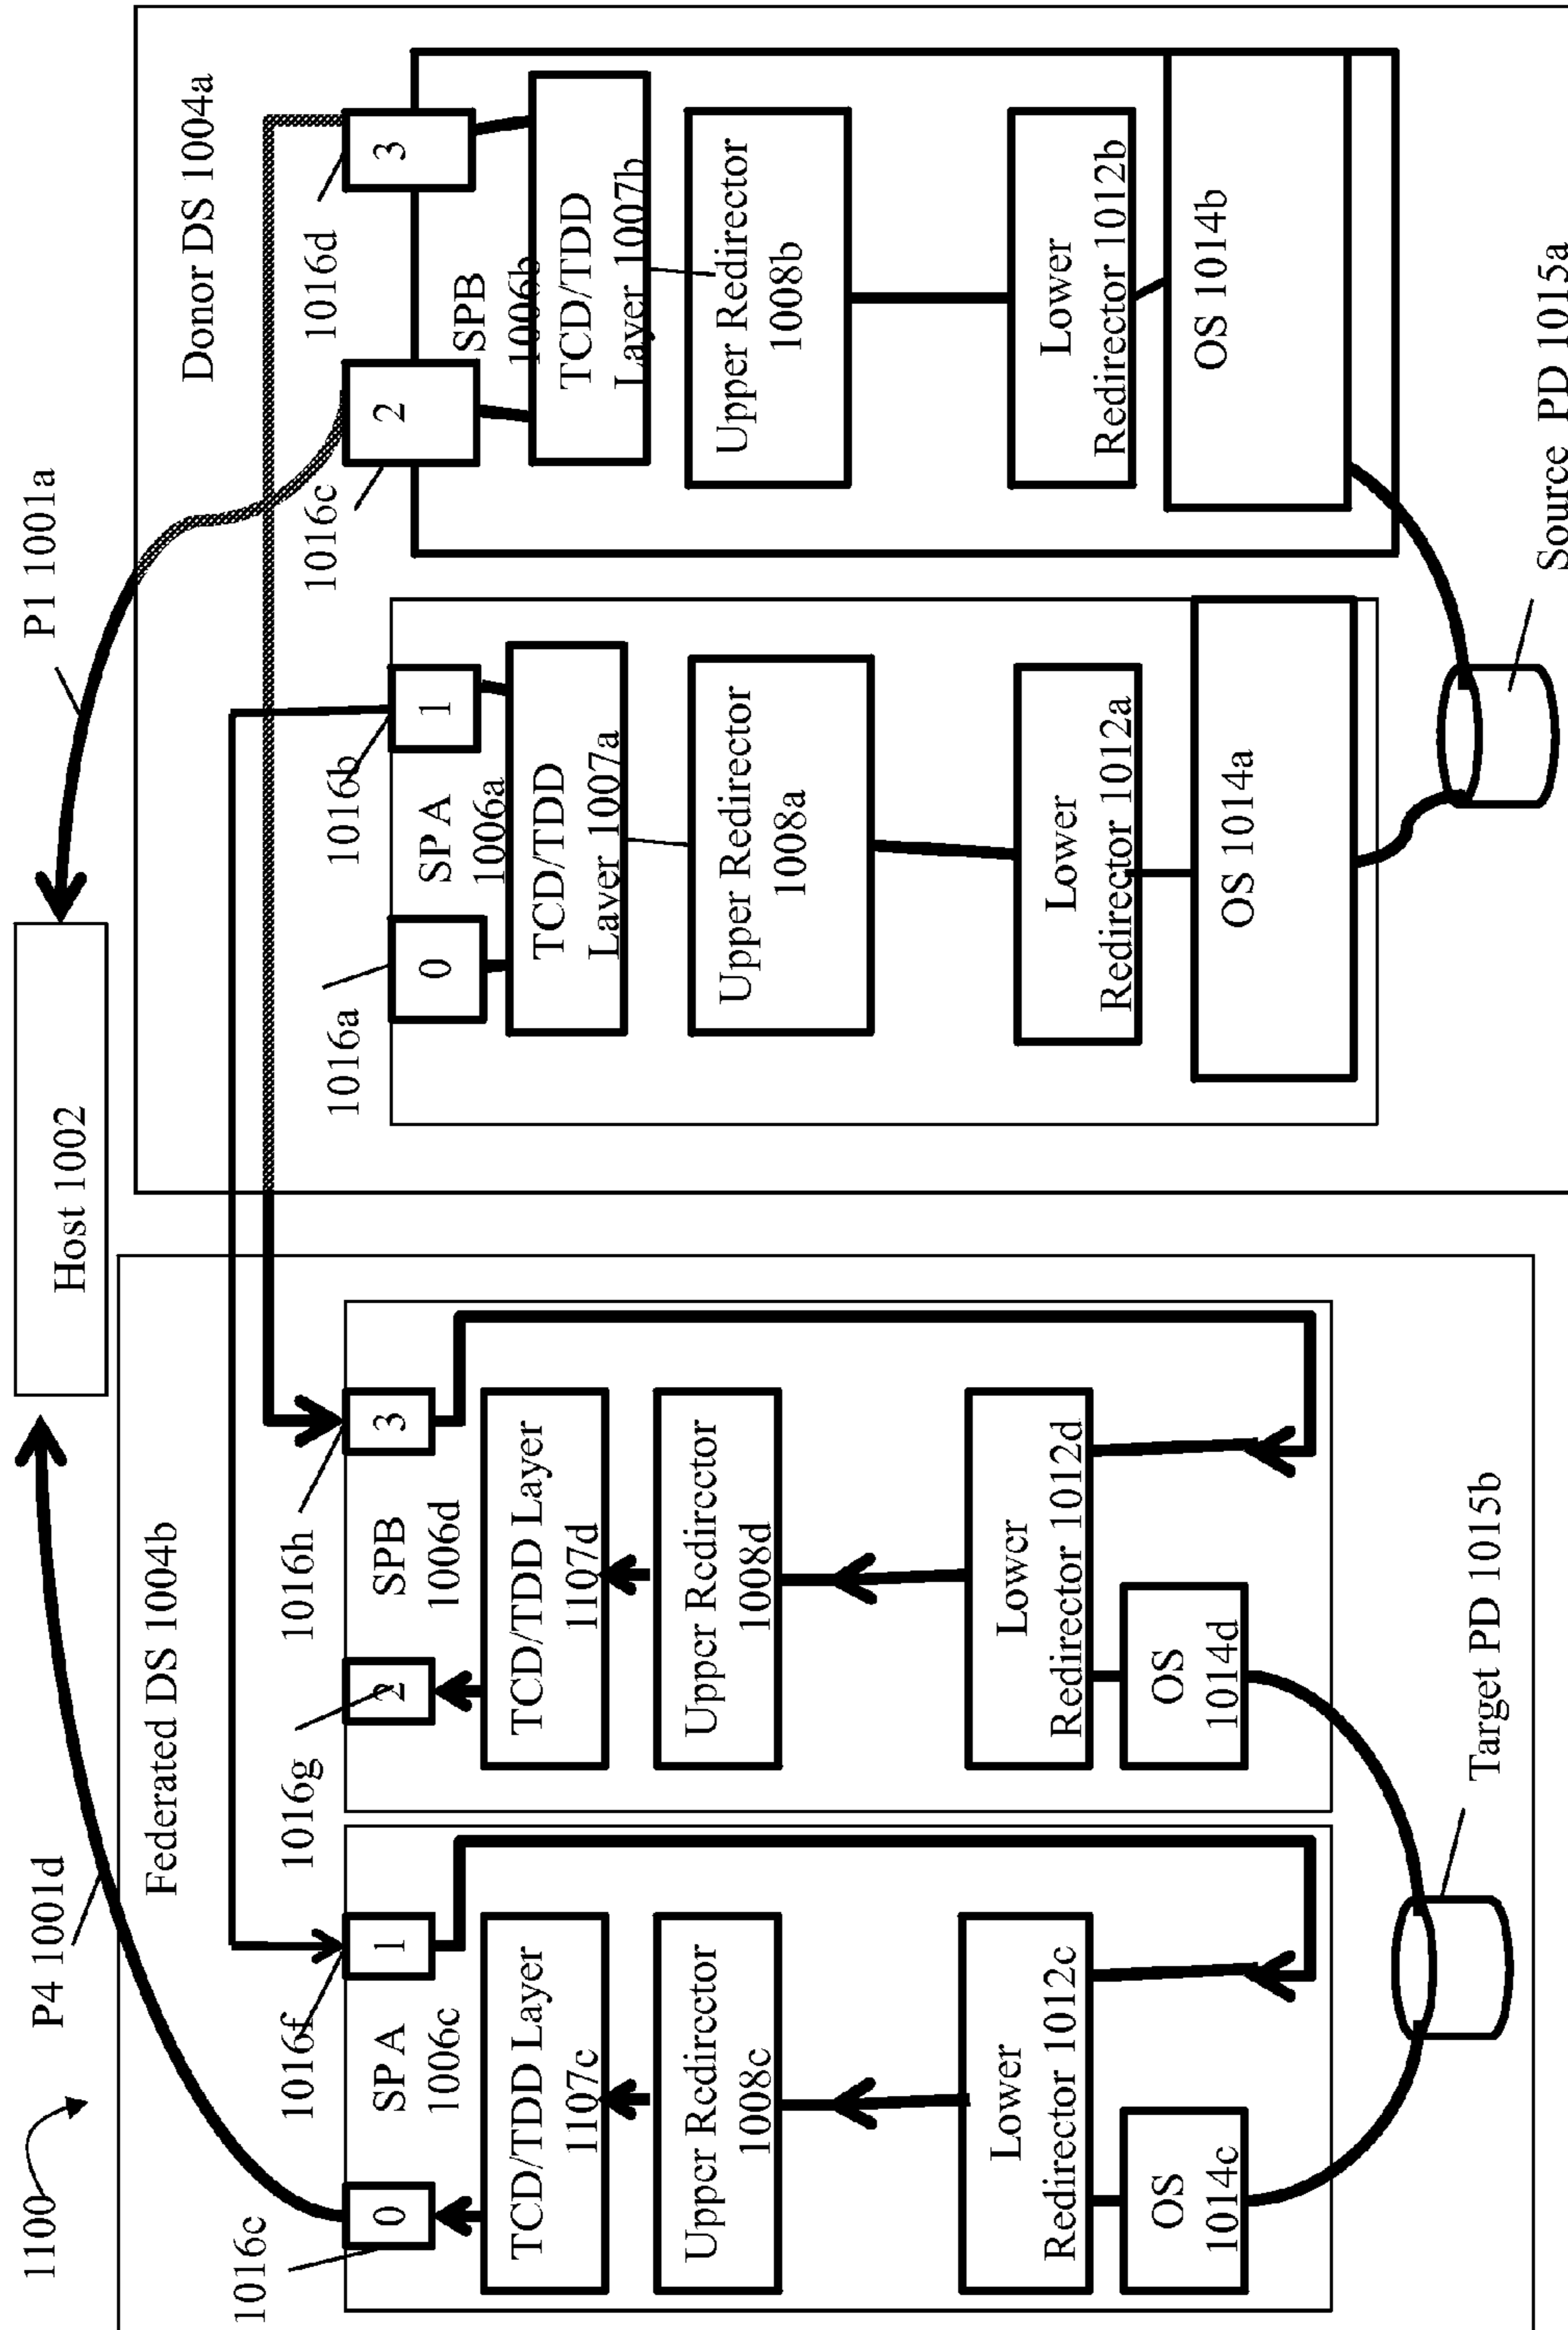 1100
P4 1001d
Host 1002
P1 1001a
Federated DS 1004b
Donor DS 1004a
1016e
1016f
1016g
1016h
0
1
SP A
1006c
TCD/TDD Layer
1107c
Upper Redirector
1008c
Lower
Redirector 1012c
OS
1014c
2
3
SPB
1006d
TCD/TDD Layer
1107d
Upper Redirector
1008d
Lower
Redirector 1012d
OS
1014d
Target PD 1015b
1016a
1016b
0
1
SP A
1006a
TCD/TDD
Layer 1007a
Upper Redirector
1008a
Lower
Redirector 1012a
OS 1014a
1016c
1016d
2
3
SPB
1006b
TCD/TDD
Layer 1007b
Upper Redirector
1008b
Lower
Redirector 1012b
OS 1014b
Source PD 1015a